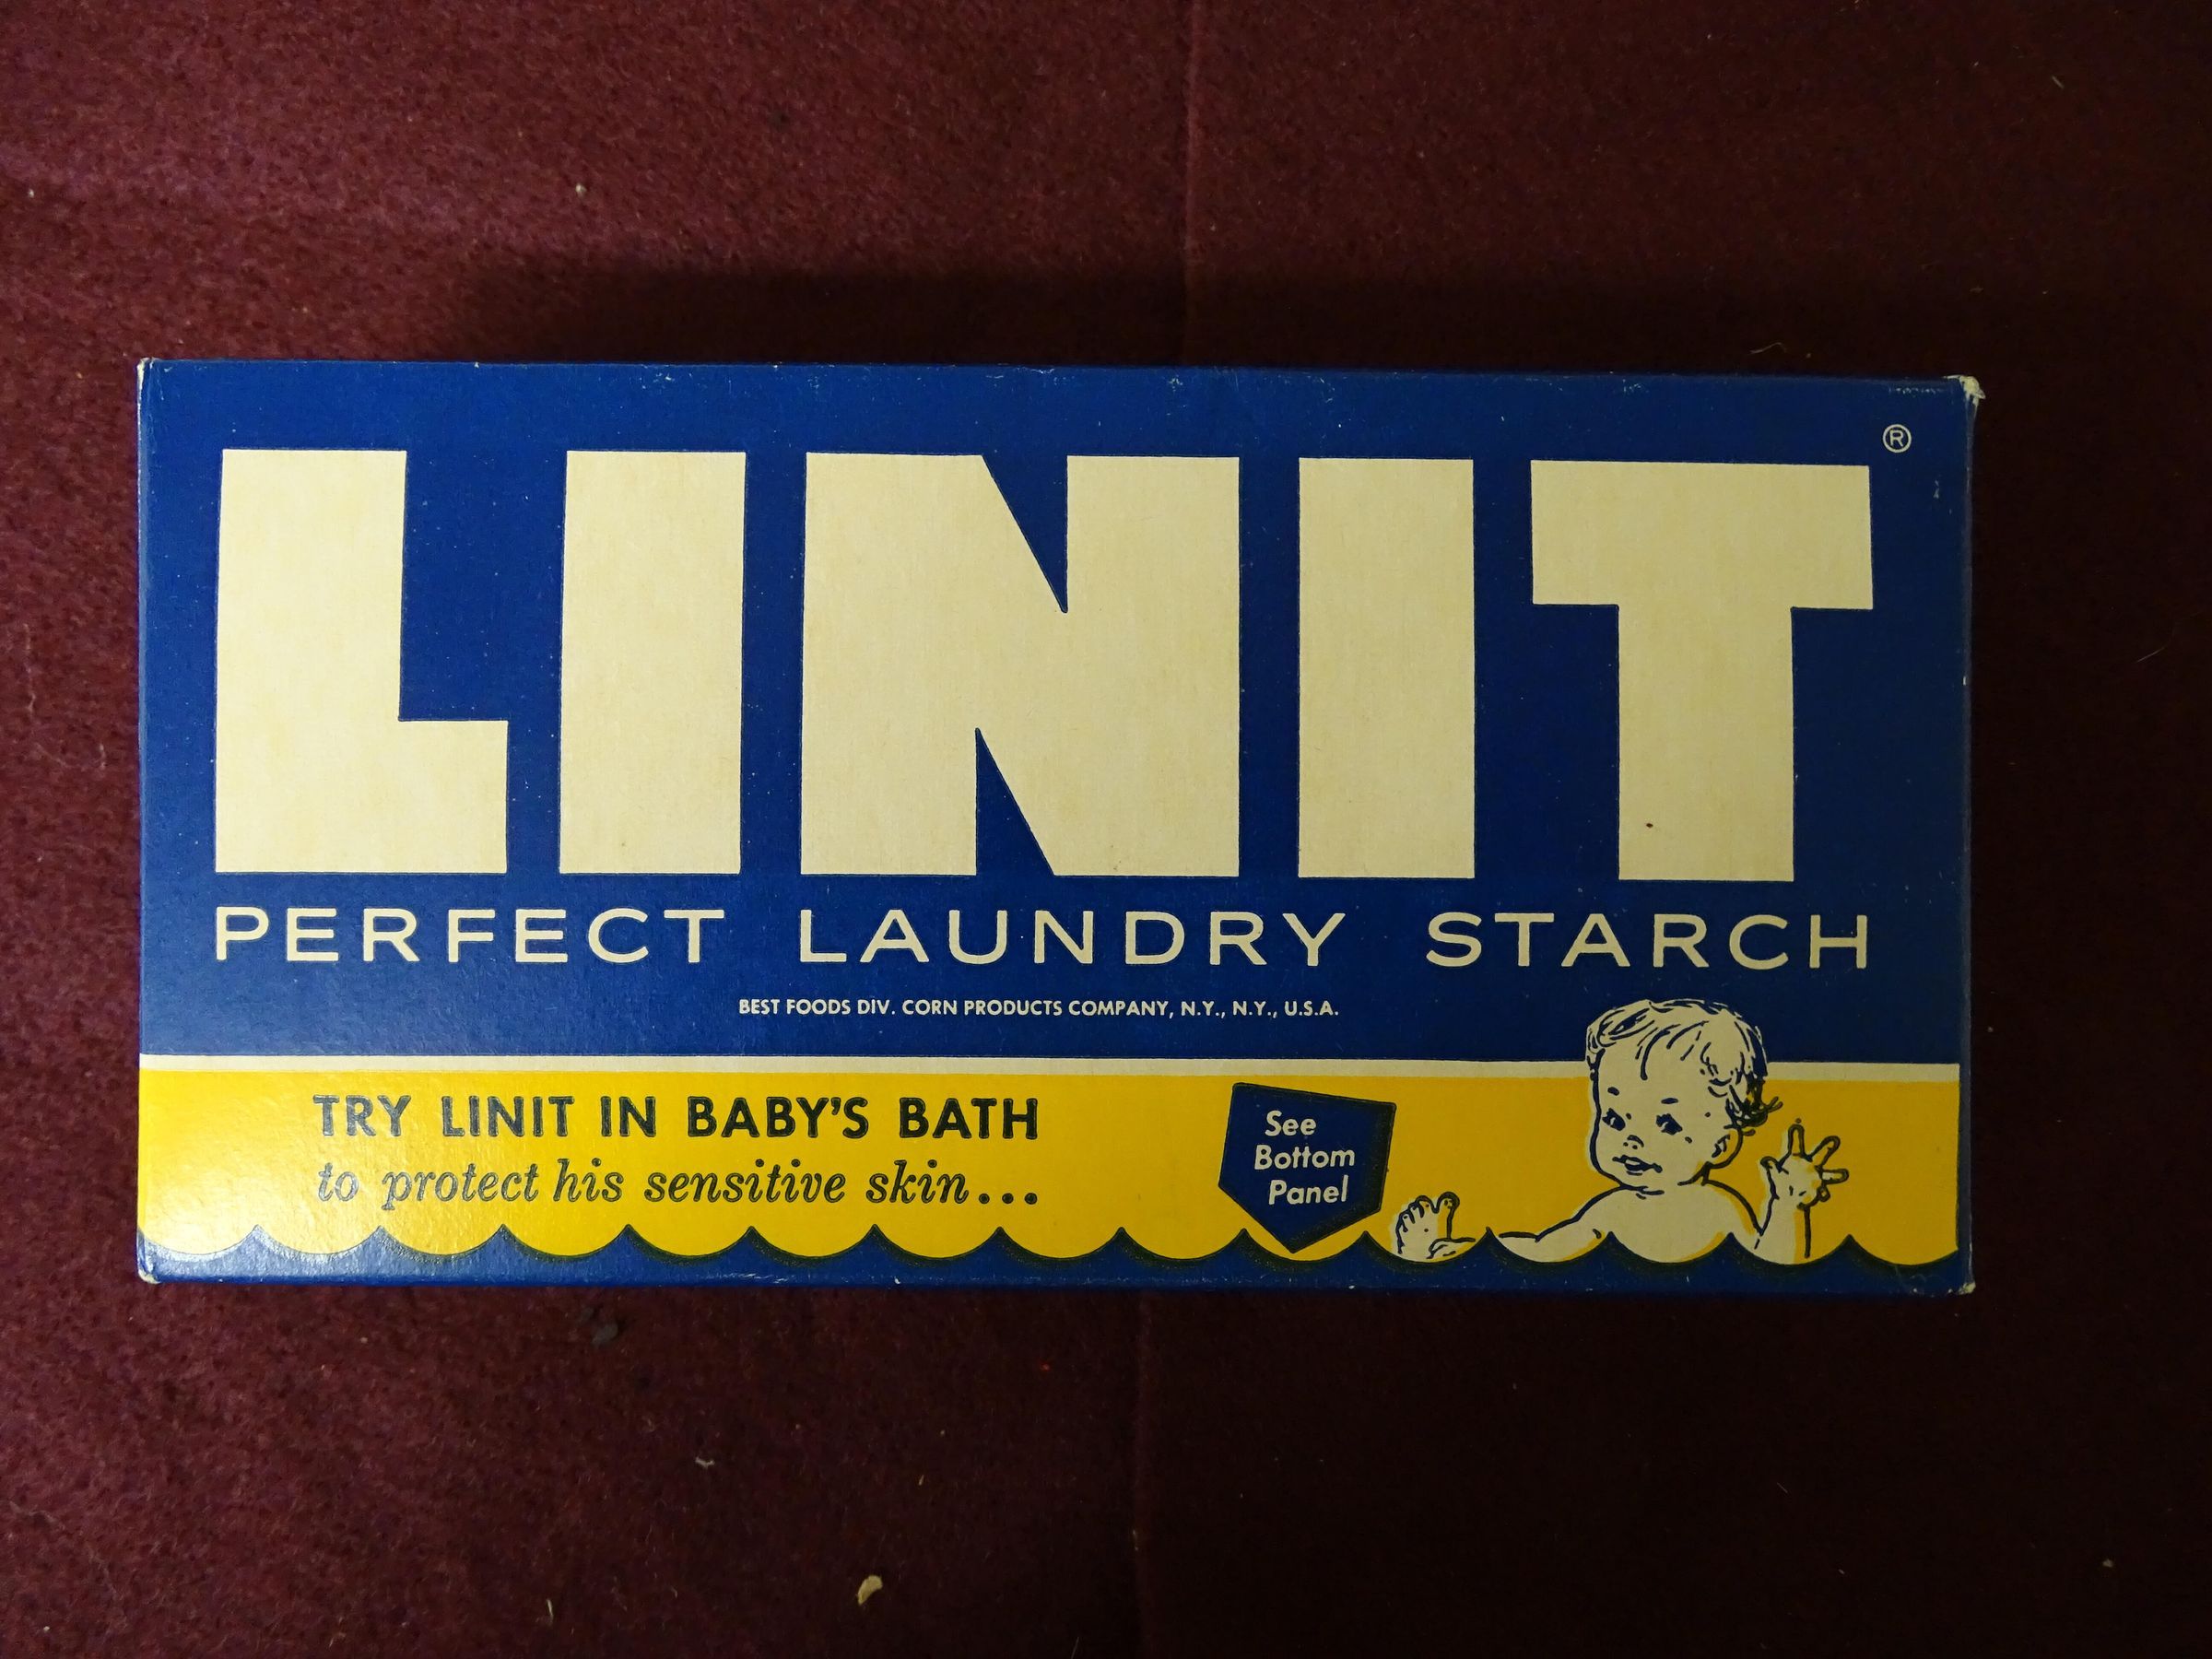 LINIT®
PERFECT LAUNDRY STARCH
BEST FOODS DIV. CORN PRODUCTS COMPANY, N.Y., N.Y., U.S.A.
TRY LINIT IN BABY'S BATH
to protect his sensitive skin...
See
Bottom
Panel